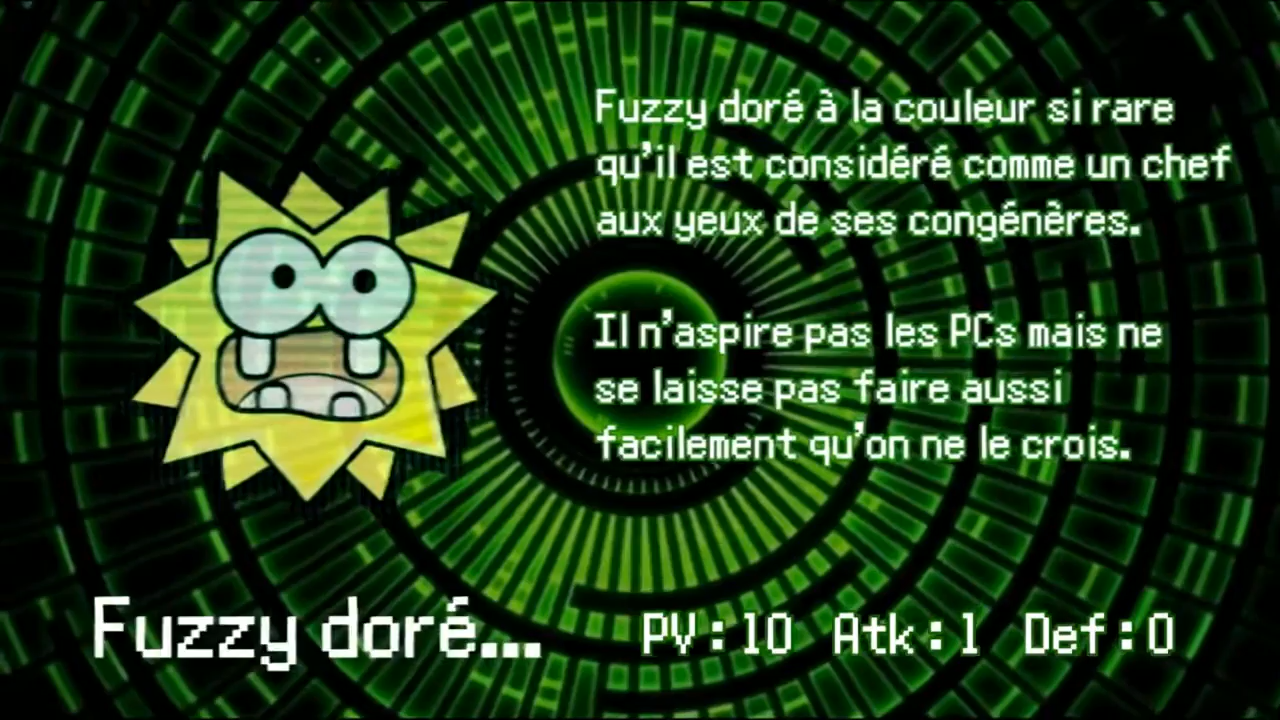 Fuzzy doré à la couleur si rare
qu'il est considéré comme un chef
aux yeux de ses congénères.
Il n'aspire pas les PCs mais ne
se laisse pas faire aussi
facilement qu'on ne le crois.
Fuzzy doré...
PV:10 Atk:1 Def:0